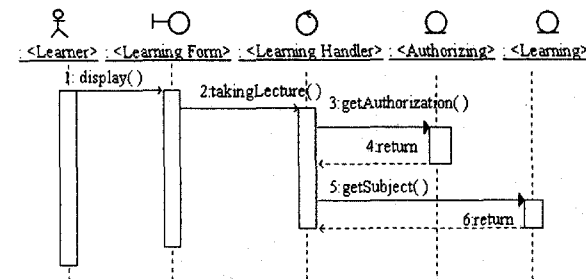 : <Learner> : <Learning Form> : <Learning Handler> : <Authorizing> : <Learning>
1: display( )
2:takingLecture( )
3:getAuthorization( )
4:return
5:getSubject( )
6:return